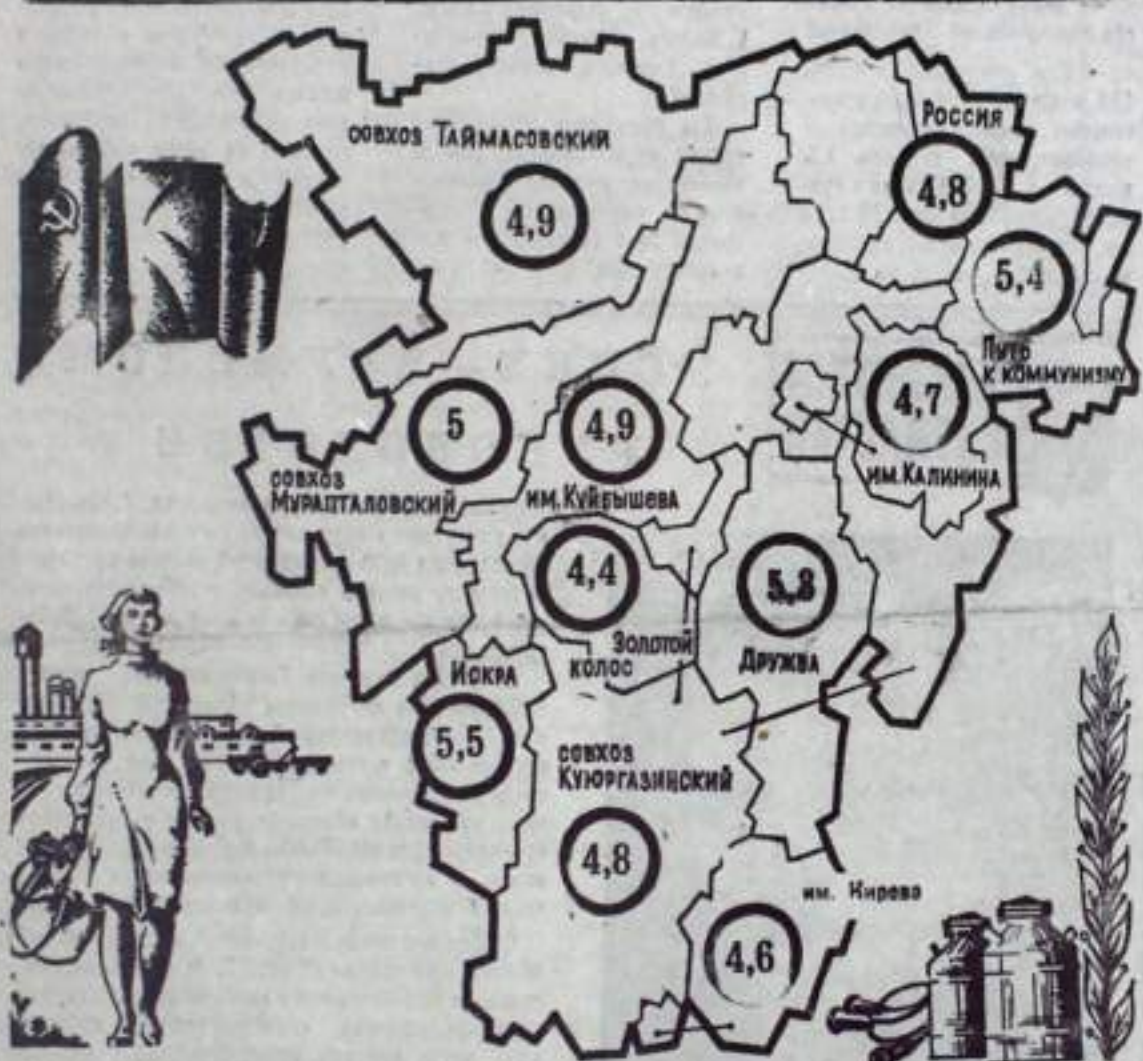 совхоз Таймасовский
4,9
Россия
4,8
5,4
Путь
к коммунизму
4,7
им. Калинина
5
совхоз
Мурапталовский
4,9
им. Куйбышева
4,4
Золотой
колос
Дружба
Искра
5,5
совхоз
Куюргазинский
4,8
им. Кирова
4,6